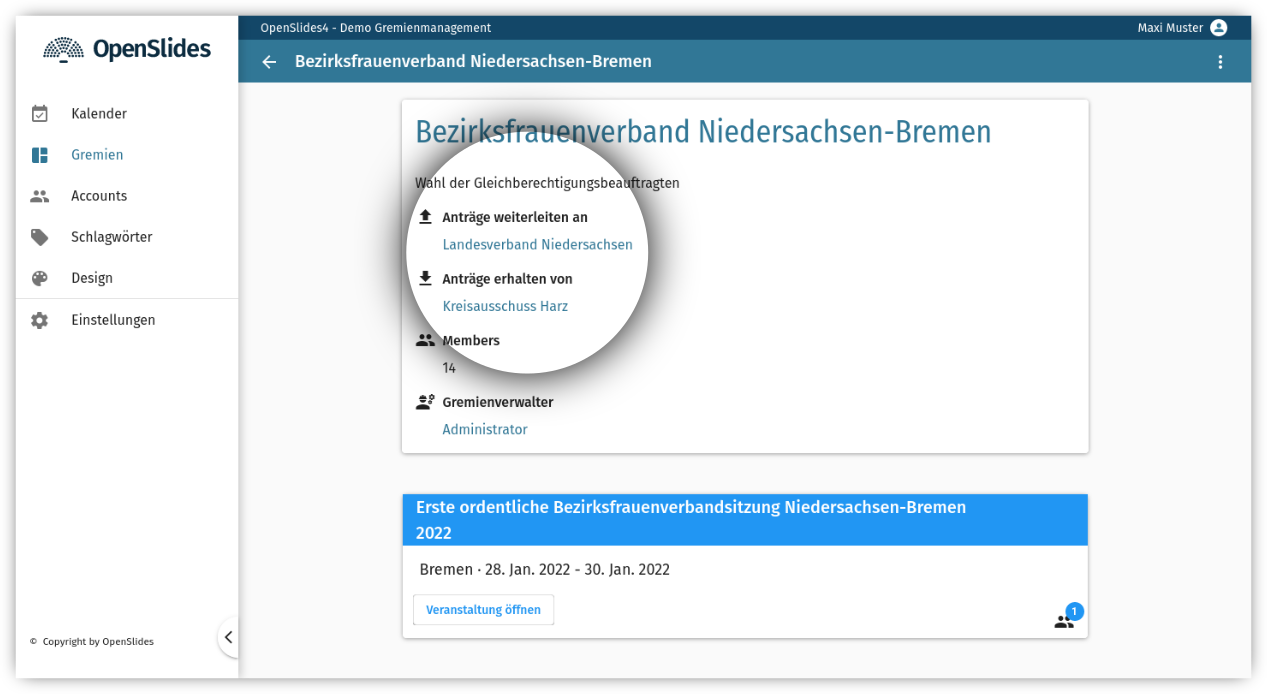 OpenSlides
OpenSlides4 - Demo Gremienmanagement
Maxi Muster
Bezirksfrauenverband Niedersachsen-Bremen
Kalender
Gremien
Accounts
Schlagwörter
Design
Einstellungen
© Copyright by OpenSlides
Bezirksfrauenverband Niedersachsen-Bremen
Wahl der Gleichberechtigungsbeauftragten
Anträge weiterleiten an
Landesverband Niedersachsen
Anträge erhalten von
Kreisausschuss Harz
Members
14
Gremienverwalter
Administrator
Erste ordentliche Bezirksfrauenverbandsitzung Niedersachsen-Bremen
2022
Bremen · 28. Jan. 2022 - 30. Jan. 2022
Veranstaltung öffnen
1